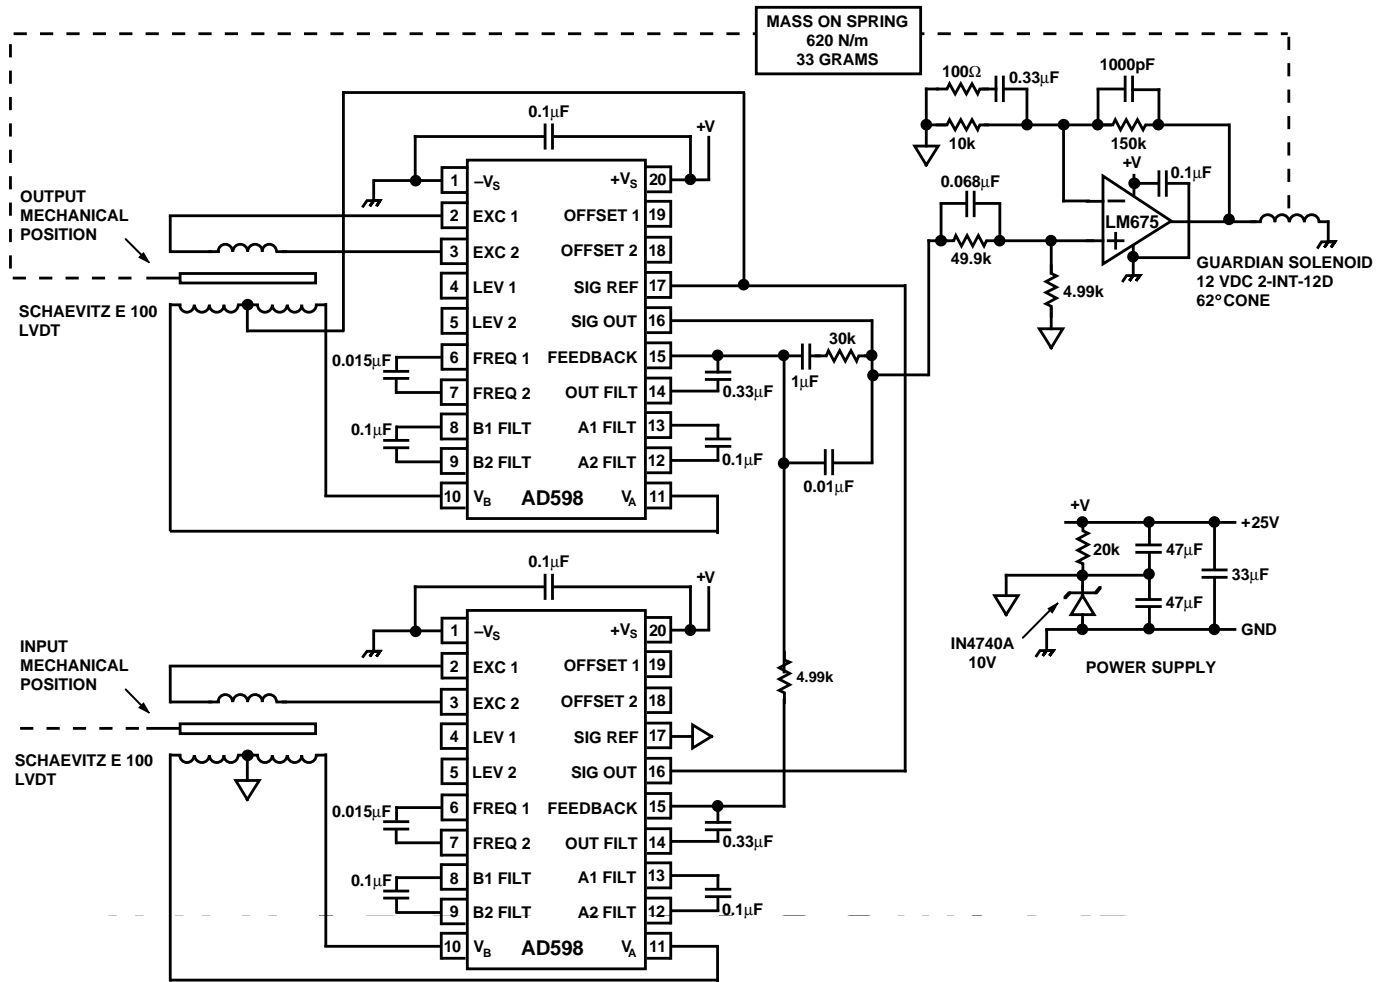 MASS ON SPRING
620 N/m
33 GRAMS
100Ω
0.33μF
1000pF
10k
150k
+V
0.1μF
0.068μF
LM675
49.9k
4.99k
GUARDIAN SOLENOID
12 VDC 2-INT-12D
62° CONE
0.1μF
+V
OUTPUT
MECHANICAL
POSITION
SCHAEVITZ E 100
LVDT
1 –VS
2 EXC 1
3 EXC 2
4 LEV 1
5 LEV 2
6 FREQ 1
7 FREQ 2
8 B1 FILT
9 B2 FILT
10 VB
AD598
+VS 20
OFFSET 1 19
OFFSET 2 18
SIG REF 17
SIG OUT 16
FEEDBACK 15
OUT FILT 14
A1 FILT 13
A2 FILT 12
VA 11
0.015μF
0.1μF
30k
1μF
0.33μF
0.1μF
0.01μF
4.99k
+V
+25V
20k
47μF
33μF
47μF
GND
IN4740A
10V
POWER SUPPLY
0.1μF
+V
INPUT
MECHANICAL
POSITION
SCHAEVITZ E 100
LVDT
1 –VS
2 EXC 1
3 EXC 2
4 LEV 1
5 LEV 2
6 FREQ 1
7 FREQ 2
8 B1 FILT
9 B2 FILT
10 VB
AD598
+VS 20
OFFSET 1 19
OFFSET 2 18
SIG REF 17
SIG OUT 16
FEEDBACK 15
OUT FILT 14
A1 FILT 13
A2 FILT 12
VA 11
0.015μF
0.1μF
0.33μF
0.1μF